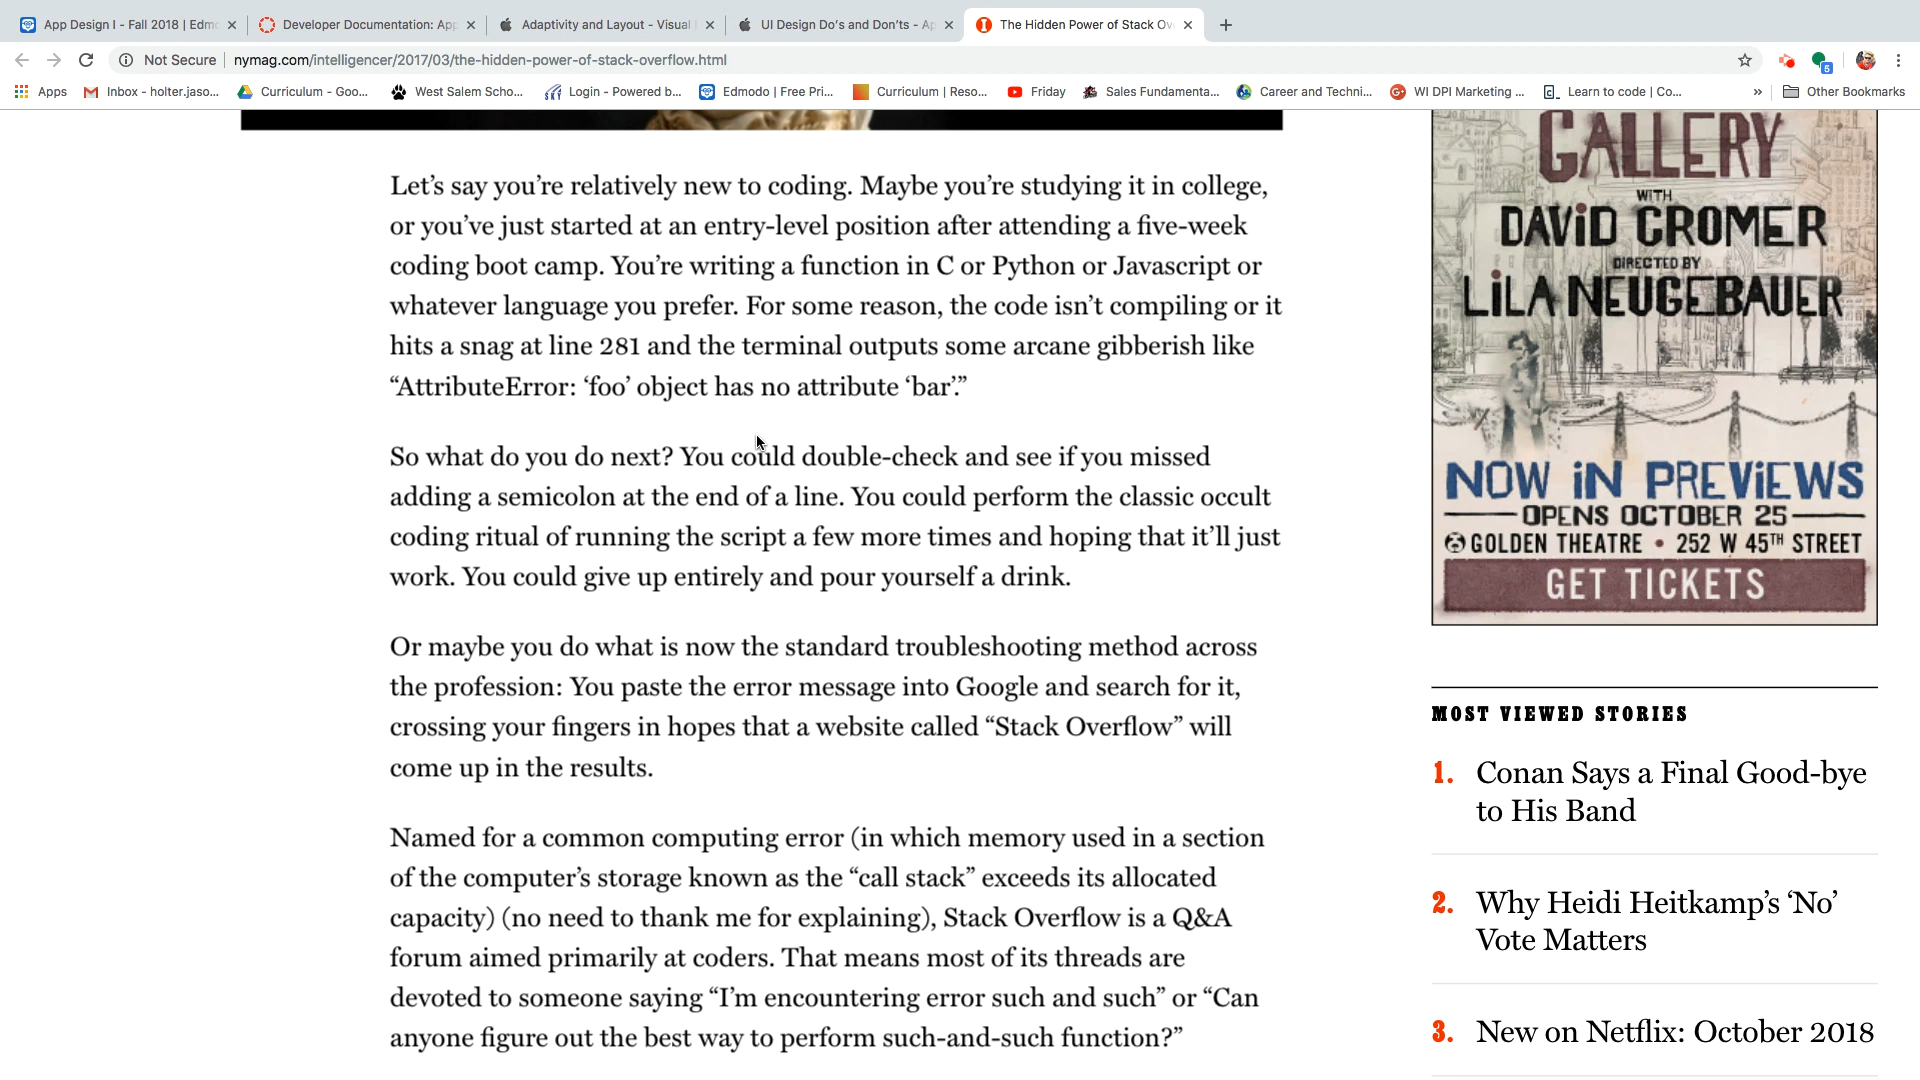 App Design I - Fall 2018 | Edmo
Developer Documentation: App
Adaptivity and Layout - Visual
UI Design Do's and Don'ts - Ap
The Hidden Power of Stack Ov
Not Secure
nymag.com/intelligencer/2017/03/the-hidden-power-of-stack-overflow.html
5
Apps
Inbox - holter.jaso...
Curriculum - Goo...
West Salem Scho...
Login - Powered b...
Edmodo | Free Pri...
Curriculum | Reso...
Friday
Sales Fundamenta...
Career and Techni...
WI DPI Marketing ...
Learn to code | Co...
»
Other Bookmarks
Let’s say you’re relatively new to coding. Maybe you’re studying it in college,
or you’ve just started at an entry-level position after attending a five-week
coding boot camp. You’re writing a function in C or Python or Javascript or
whatever language you prefer. For some reason, the code isn’t compiling or it
hits a snag at line 281 and the terminal outputs some arcane gibberish like
“AttributeError: ‘foo’ object has no attribute ‘bar’.”
So what do you do next? You could double-check and see if you missed
adding a semicolon at the end of a line. You could perform the classic occult
coding ritual of running the script a few more times and hoping that it’ll just
work. You could give up entirely and pour yourself a drink.
Or maybe you do what is now the standard troubleshooting method across
the profession: You paste the error message into Google and search for it,
crossing your fingers in hopes that a website called “Stack Overflow” will
come up in the results.
Named for a common computing error (in which memory used in a section
of the computer’s storage known as the “call stack” exceeds its allocated
capacity) (no need to thank me for explaining), Stack Overflow is a Q&A
forum aimed primarily at coders. That means most of its threads are
devoted to someone saying “I’m encountering error such and such” or “Can
anyone figure out the best way to perform such-and-such function?”
GALLERY
WITH
DAViD CROMER
DIRECTED BY
LiLA NEUGEBAUER
NOW iN PREViEWS
OPENS OCTOBER 25
GOLDEN THEATRE • 252 W 45TH STREET
GET TICKETS
MOST VIEWED STORIES
1. Conan Says a Final Good-bye
to His Band
2. Why Heidi Heitkamp’s ‘No’
Vote Matters
3. New on Netflix: October 2018